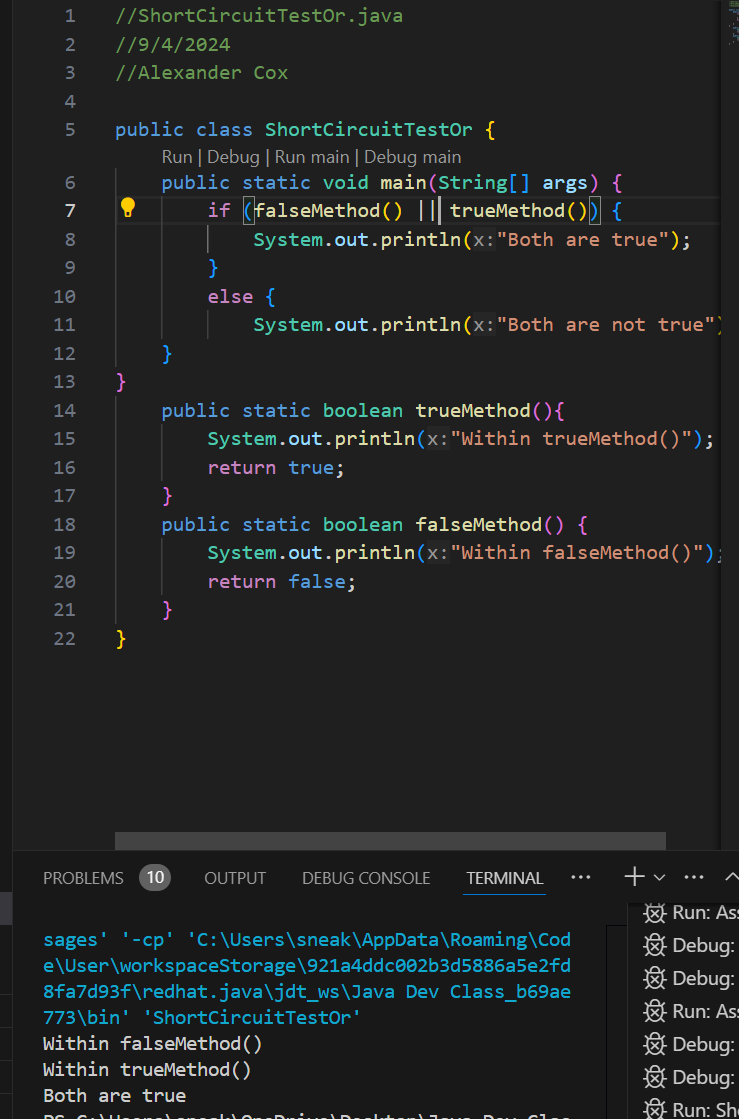 1 //ShortCircuitTestOr.java
2 //9/4/2024
3 //Alexander Cox
4
5 public class ShortCircuitTestOr {
Run | Debug | Run main | Debug main
6 public static void main(String[] args) {
7 if (falseMethod() || trueMethod()) {
8 System.out.println(x:"Both are true");
9 }
10 else {
11 System.out.println(x:"Both are not true")
12 }
13 }
14 public static boolean trueMethod(){
15 System.out.println(x:"Within trueMethod()");
16 return true;
17 }
18 public static boolean falseMethod() {
19 System.out.println(x:"Within falseMethod()");
20 return false;
21 }
22 }
PROBLEMS 10 OUTPUT DEBUG CONSOLE TERMINAL
sages' '-cp' 'C:\Users\sneak\AppData\Roaming\Cod
e\User\workspaceStorage\921a4ddc002b3d5886a5e2fd
8fa7d93f\redhat.java\jdt_ws\Java Dev Class_b69ae
773\bin' 'ShortCircuitTestOr'
Within falseMethod()
Within trueMethod()
Both are true
Run: Ass
Debug:
Debug:
Run: Ass
Debug:
Debug:
Run: Sh